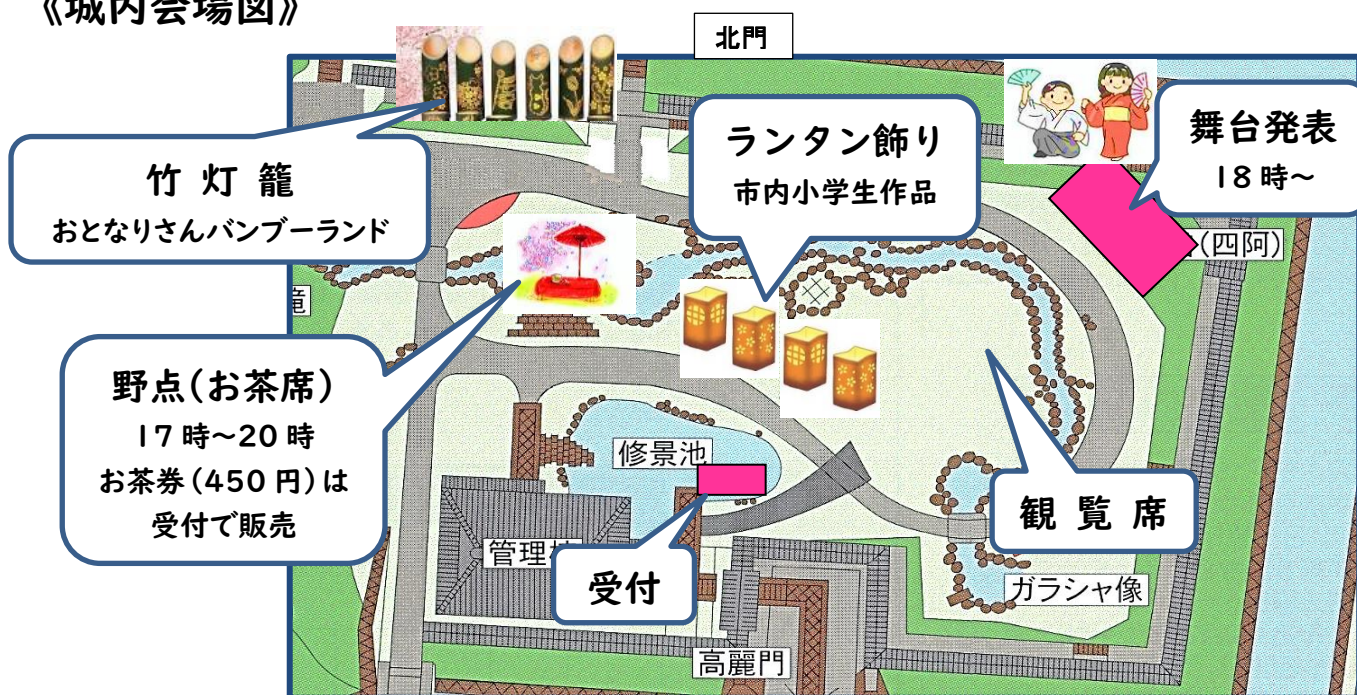 《城内会場図》
北門
竹灯籠
おとなりさんバンブーランド
ランタン飾り
市内小学生作品
舞台発表
18時~
(四阿)
滝
野点(お茶席)
17時~20時
お茶券(450円)は
受付で販売
修景池
観覧席
管理
受付
ガラシャ像
高麗門